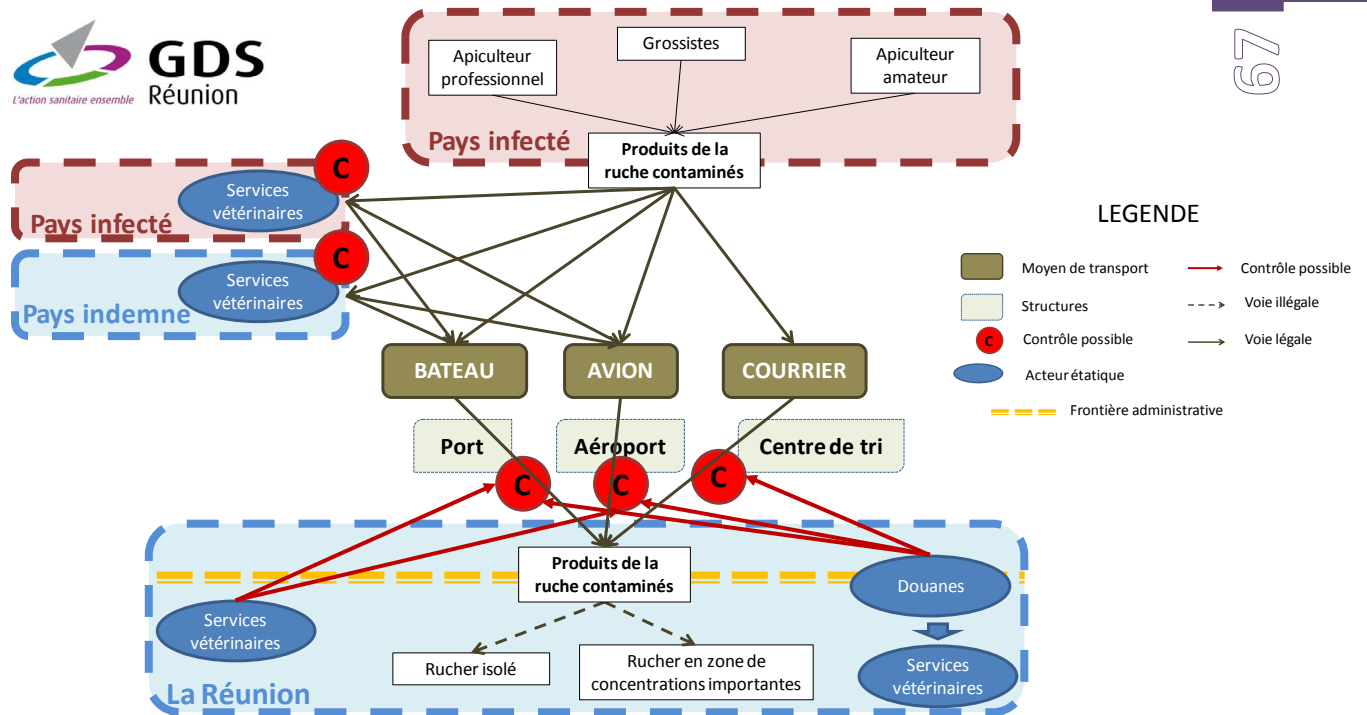 GDS
L'action sanitaire ensemble Réunion
67
Apiculteur
professionnel
Grossistes
Apiculteur
amateur
Pays infecté
Produits de la
ruche contaminés
C
Services
vétérinaires
Pays infecté
C
Services
vétérinaires
Pays indemne
LEGENDE
Moyen de transport
Contrôle possible
Structures
Voie illégale
C
Contrôle possible
Voie légale
Acteur étatique
Frontière administrative
BATEAU
AVION
COURRIER
Port
Aéroport
Centre de tri
C
C
C
Produits de la
ruche contaminés
Douanes
Services
vétérinaires
Rucher isolé
Rucher en zone de
concentrations importantes
Services
vétérinaires
La Réunion